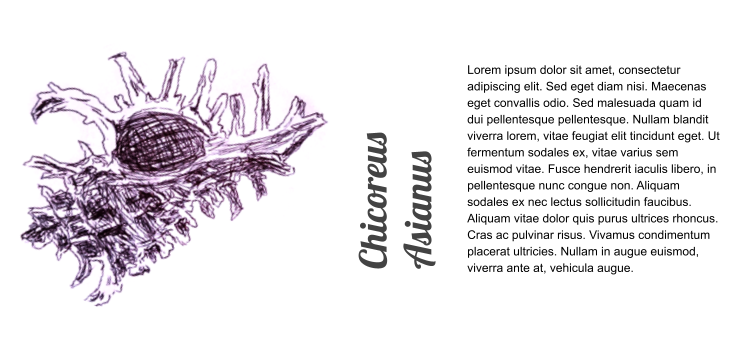 Chicoreus
Asianus
Lorem ipsum dolor sit amet, consectetur
adipiscing elit. Sed eget diam nisi. Maecenas
eget convallis odio. Sed malesuada quam id
dui pellentesque pellentesque. Nullam blandit
viverra lorem, vitae feugiat elit tincidunt eget. Ut
fermentum sodales ex, vitae varius sem
euismod vitae. Fusce hendrerit iaculis libero, in
pellentesque nunc congue non. Aliquam
sodales ex nec lectus sollicitudin faucibus.
Aliquam vitae dolor quis purus ultrices rhoncus.
Cras ac pulvinar risus. Vivamus condimentum
placerat ultricies. Nullam in augue euismod,
viverra ante at, vehicula augue.